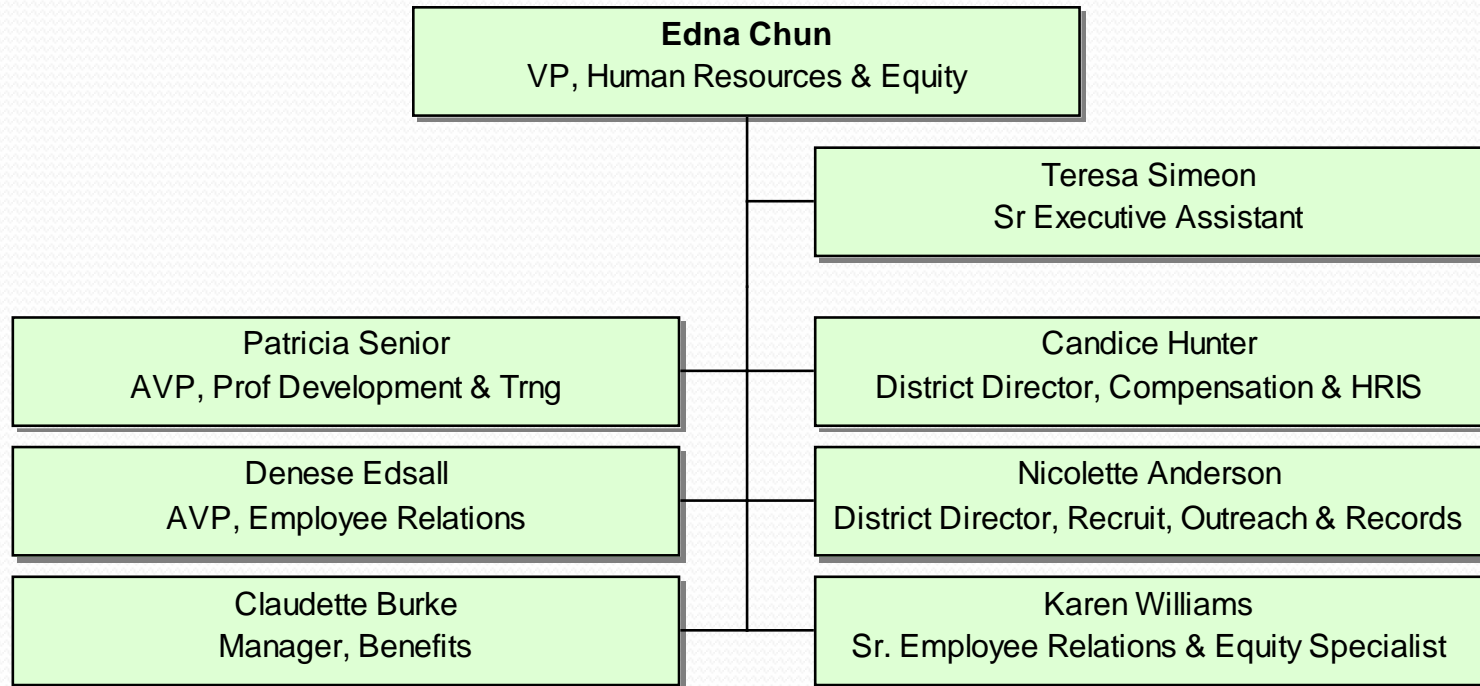 Edna Chun
VP, Human Resources & Equity
Teresa Simeon
Sr Executive Assistant
Patricia Senior
AVP, Prof Development & Trng
Candice Hunter
District Director, Compensation & HRIS
Denese Edsall
AVP, Employee Relations
Nicolette Anderson
District Director, Recruit, Outreach & Records
Claudette Burke
Manager, Benefits
Karen Williams
Sr. Employee Relations & Equity Specialist